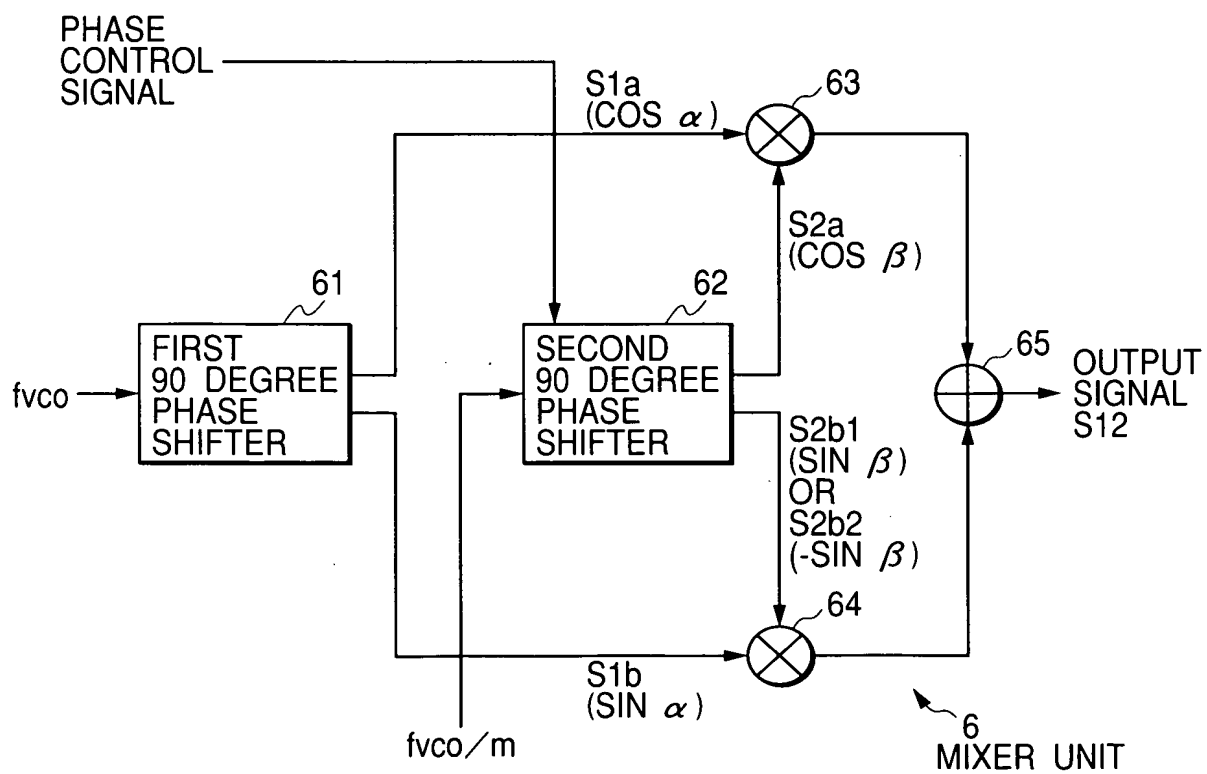 PHASE
CONTROL
SIGNAL
S1a
(COS α)
63
S2a
(COS β)
61
62
FIRST
90 DEGREE
PHASE
SHIFTER
SECOND
90 DEGREE
PHASE
SHIFTER
fvco
65
OUTPUT
SIGNAL
S12
S2b1
(SIN β)
OR
S2b2
(-SIN β)
64
S1b
(SIN α)
fvco/m
6
MIXER UNIT